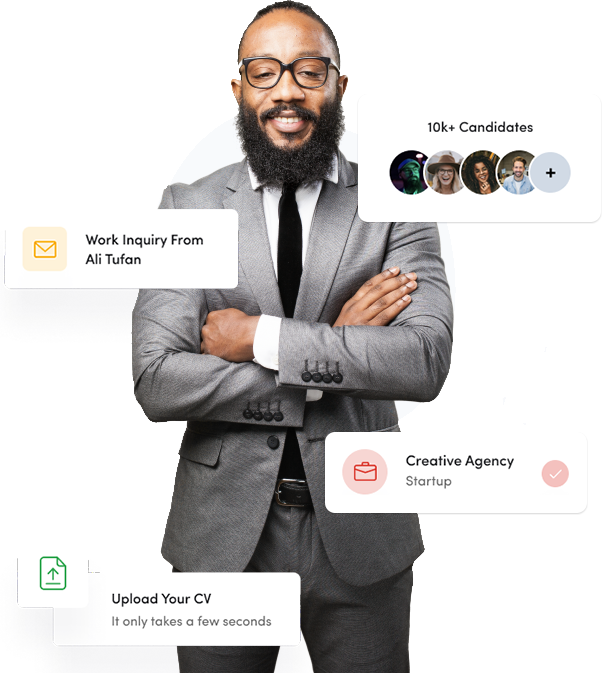 10k+ Candidates
+
Work Inquiry From
Ali Tufan
Creative Agency
Startup
Upload Your CV
It only takes a few seconds